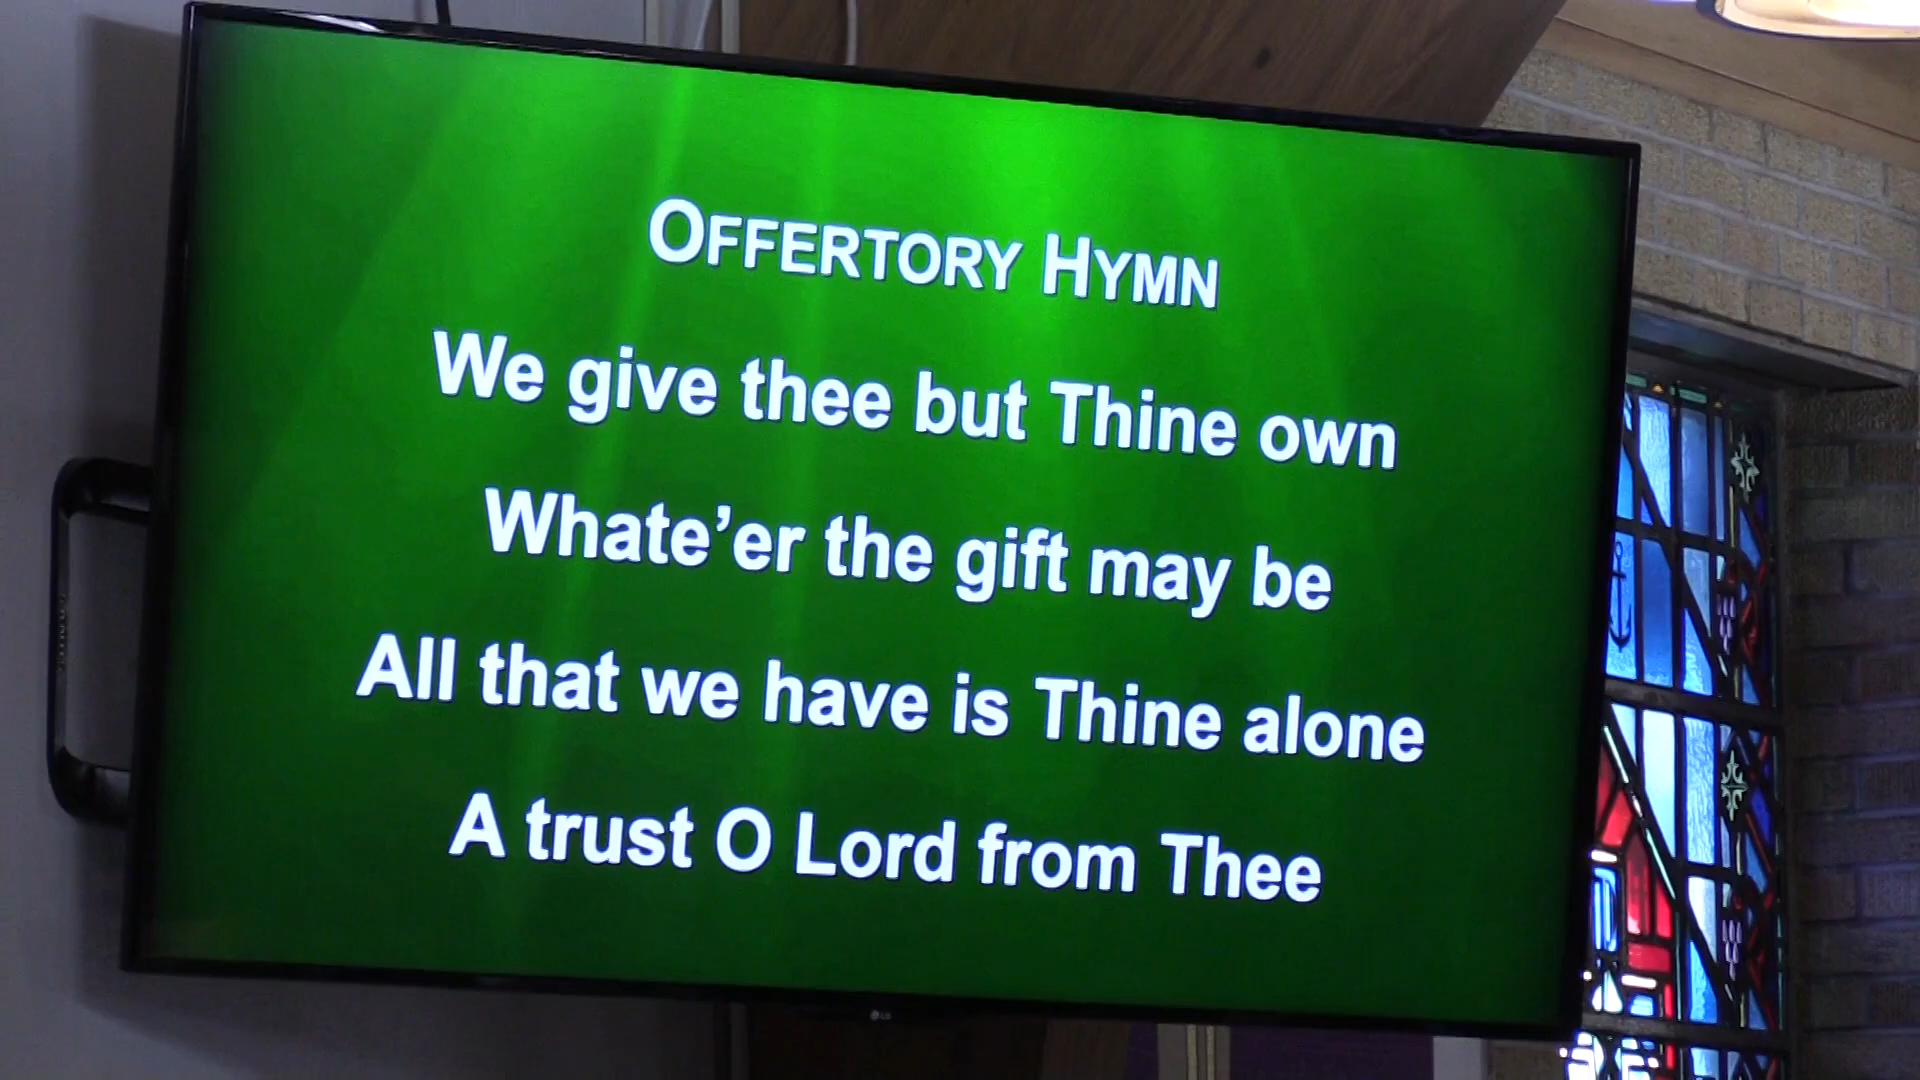 OFFERTORY HYMN
We give thee but Thine own
Whate’er the gift may be
All that we have is Thine alone
A trust O Lord from Thee
LG